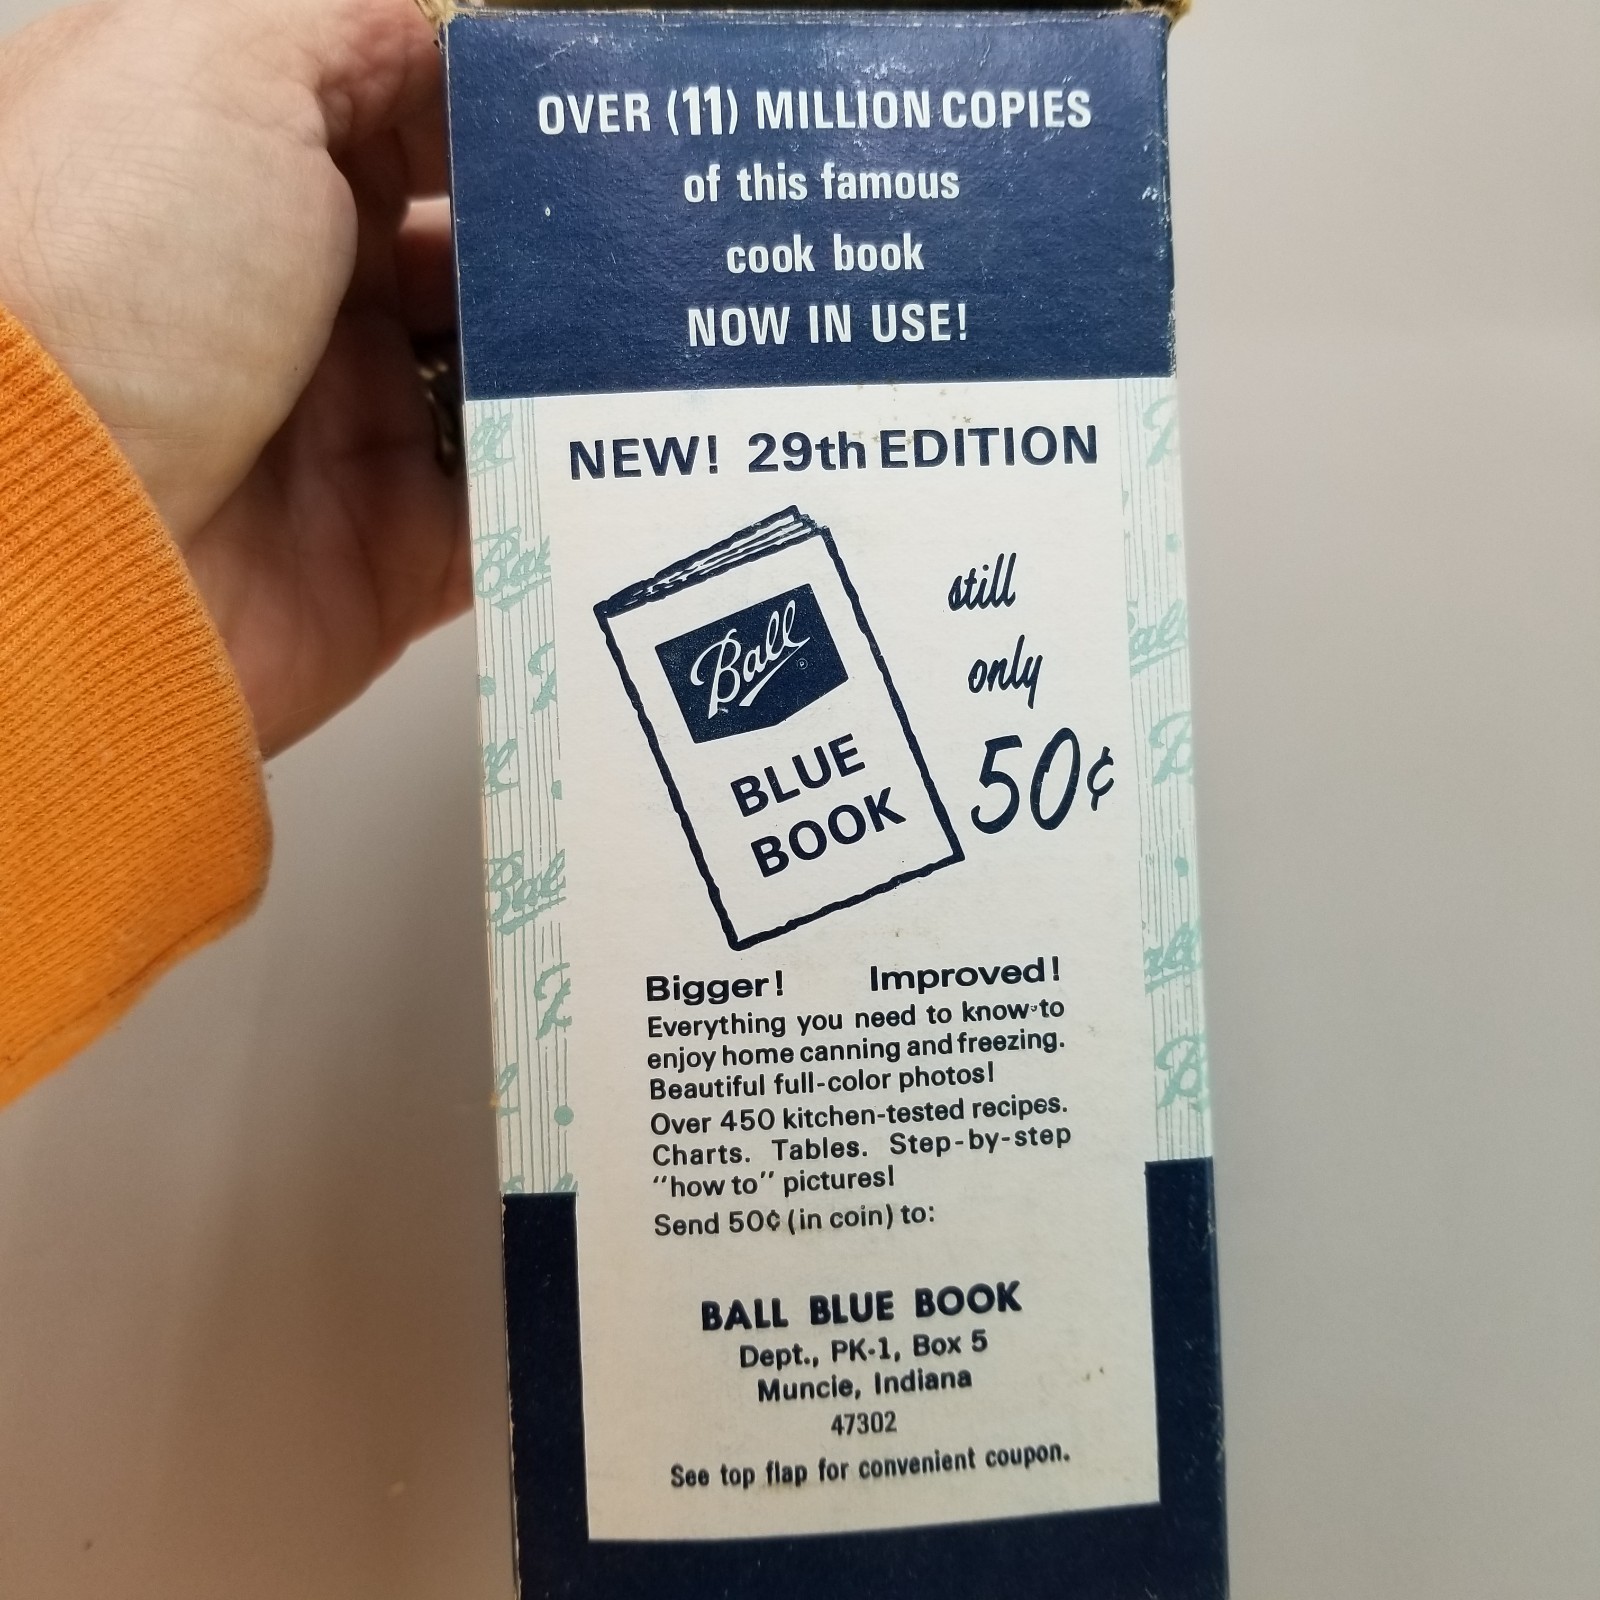 OVER (11) MILLION COPIES
of this famous
cook book
NOW IN USE!
NEW! 29th EDITION
Ball
BLUE
BOOK
still
only
50¢
Bigger! Improved!
Everything you need to know to
enjoy home canning and freezing.
Beautiful full-color photos!
Over 450 kitchen-tested recipes.
Charts. Tables. Step-by-step
"how to" pictures!
Send 50¢ (in coin) to:
BALL BLUE BOOK
Dept., PK-1, Box 5
Muncie, Indiana
47302
See top flap for convenient coupon.